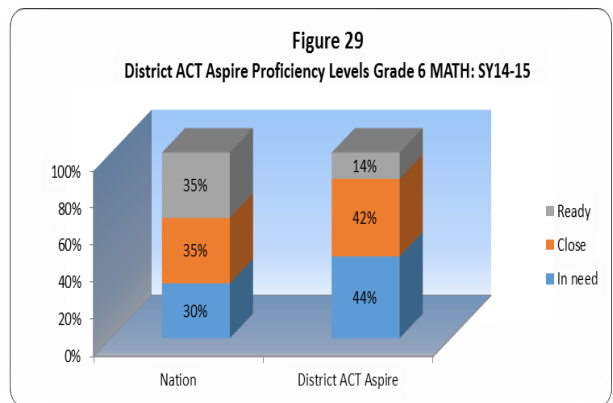 Figure 29
District ACT Aspire Proficiency Levels Grade 6 MATH: SY14-15
100%
80%
60%
40%
20%
0%
35%
35%
30%
14%
42%
44%
Nation
District ACT Aspire
Ready
Close
In need